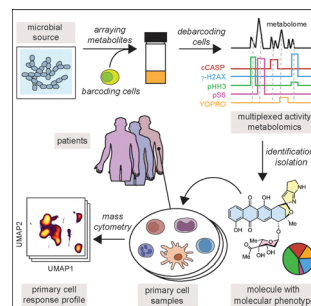 microbial
source
arraying
metabolites
barcoding cells
debarcoding
cells
metabolome
cCASP
γ-H2AX
pHH3
pS6
YOPRO
multiplexed activity
metabolomics
identification
isolation
patients
mass
cytometry
UMAP2
UMAP1
primary cell
response profile
primary cell
samples
molecule with
molecular phenotype